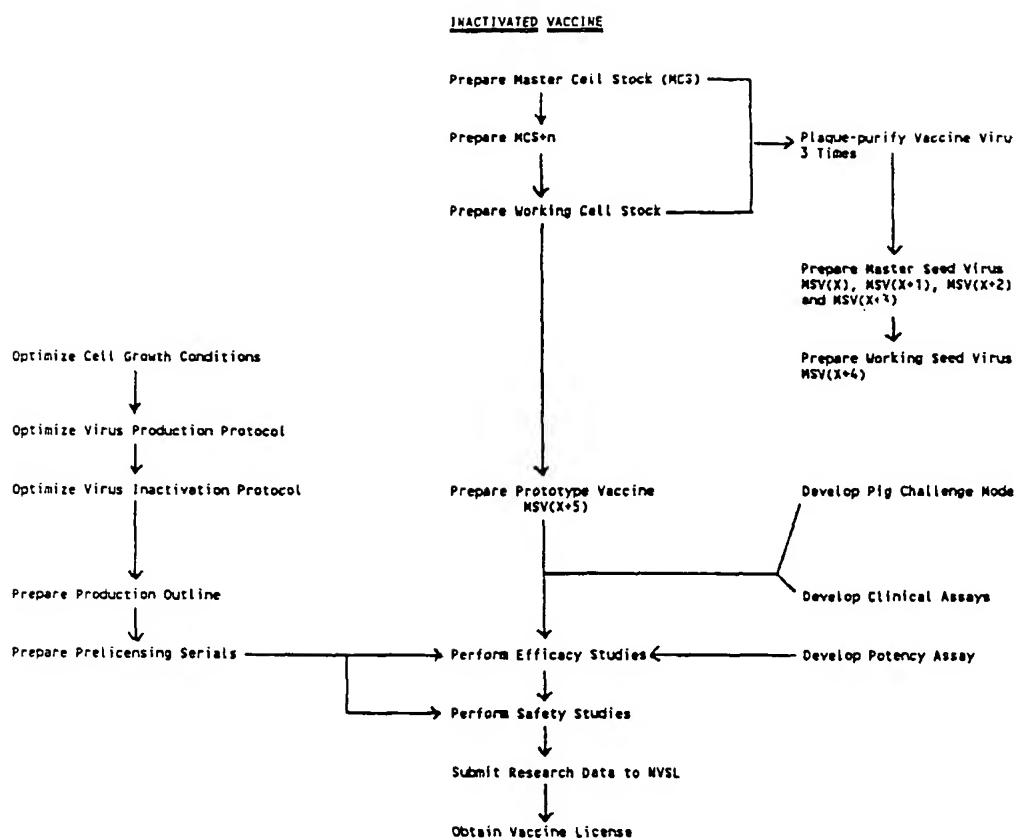 INACTIVATED VACCINE
Prepare Master Cell Stock (MCS)
Prepare MCS+n
Plaque-purify Vaccine Viru
3 Times
Prepare Working Cell Stock
Prepare Master Seed Virus
MSV(X), MSV(X+1), MSV(X+2)
and MSV(X+3)
Optimize Cell Growth Conditions
Prepare Working Seed Virus
MSV(X+4)
Optimize Virus Production Protocol
Optimize Virus Inactivation Protocol
Prepare Prototype Vaccine
MSV(X+5)
Develop Pig Challenge Mode
Prepare Production Outline
Develop Clinical Assays
Prepare Prelicensing Serials
Perform Efficacy Studies
Develop Potency Assay
Perform Safety Studies
Submit Research Data to NVSL
Obtain Vaccine License